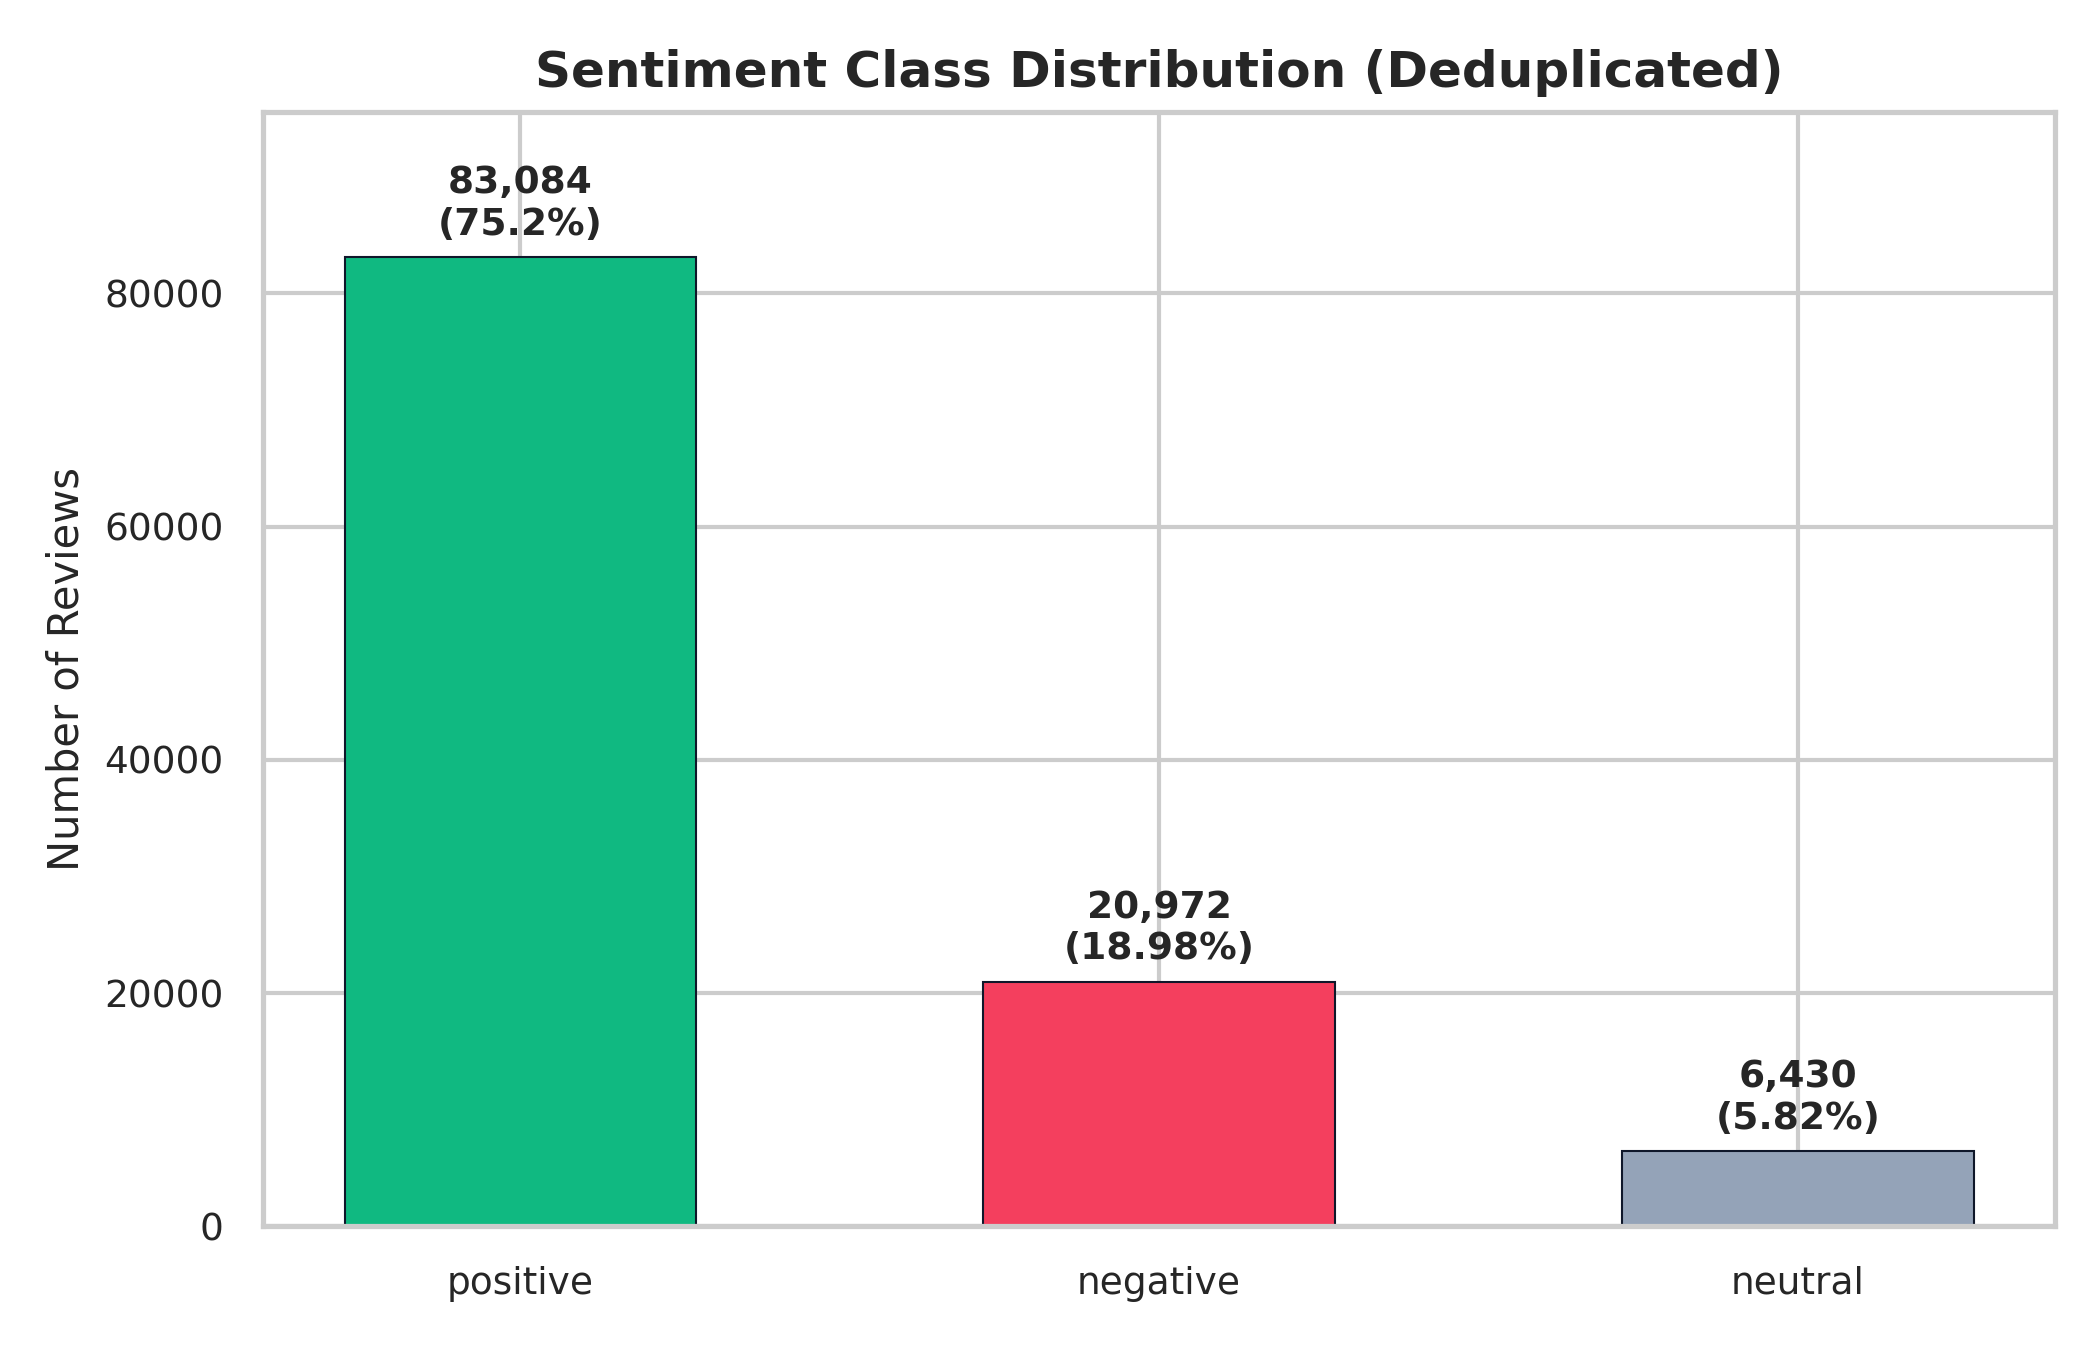 Sentiment Class Distribution (Deduplicated)
Number of Reviews
80000
60000
40000
20000
0
83,084
(75.2%)
20,972
(18.98%)
6,430
(5.82%)
positive
negative
neutral